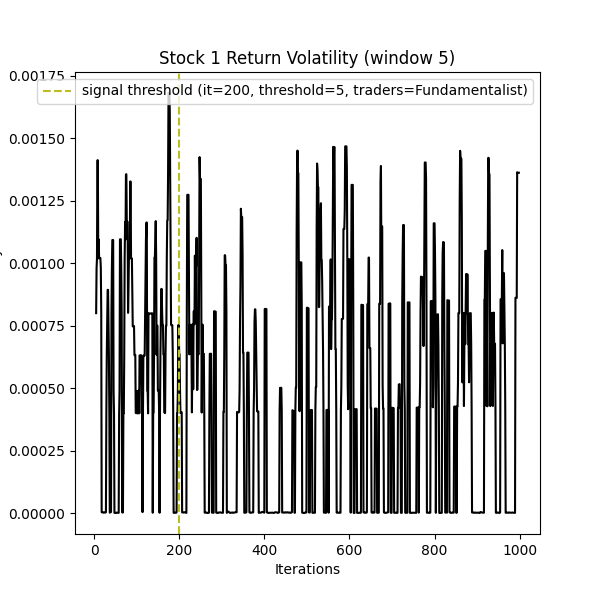 Stock 1 Return Volatility (window 5)
signal threshold (it=200, threshold=5, traders=Fundamentalist)
0.00175
0.00150
0.00125
0.00100
0.00075
0.00050
0.00025
0.00000
0 200 400 600 800 1000
Iterations